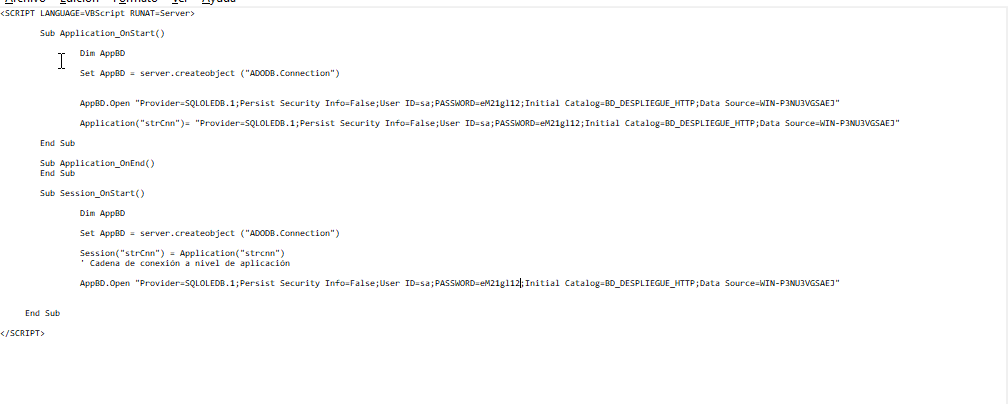 Archivo Edición Formato Ver Ayuda
<SCRIPT LANGUAGE=VBScript RUNAT=Server>
Sub Application_OnStart()
Dim AppBD
Set AppBD = server.createobject ("ADODB.Connection")
AppBD.Open "Provider=SQLOLEDB.1;Persist Security Info=False;User ID=sa;PASSWORD=eM21gl12;Initial Catalog=BD_DESPLIEGUE_HTTP;Data Source=WIN-P3NU3VGSAEJ"
Application("strCnn")= "Provider=SQLOLEDB.1;Persist Security Info=False;User ID=sa;PASSWORD=eM21gl12;Initial Catalog=BD_DESPLIEGUE_HTTP;Data Source=WIN-P3NU3VGSAEJ"
End Sub
Sub Application_OnEnd()
End Sub
Sub Session_OnStart()
Dim AppBD
Set AppBD = server.createobject ("ADODB.Connection")
Session("strCnn") = Application("strcnn")
' Cadena de conexión a nivel de aplicación
AppBD.Open "Provider=SQLOLEDB.1;Persist Security Info=False;User ID=sa;PASSWORD=eM21gl12;Initial Catalog=BD_DESPLIEGUE_HTTP;Data Source=WIN-P3NU3VGSAEJ"
End Sub
</SCRIPT>